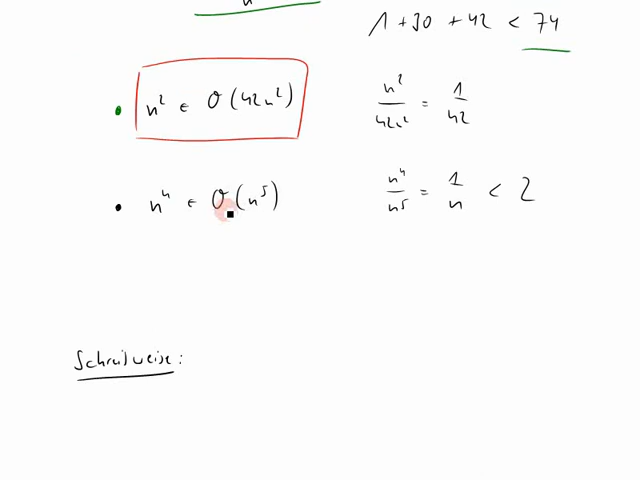 n
1 + 30 + 42 < 74
• n² ∈ O(42n²) n²/42n² = 1/42
• n⁴ ∈ O(n⁵) n⁴/n⁵ = 1/n < 2
Schreibweise: